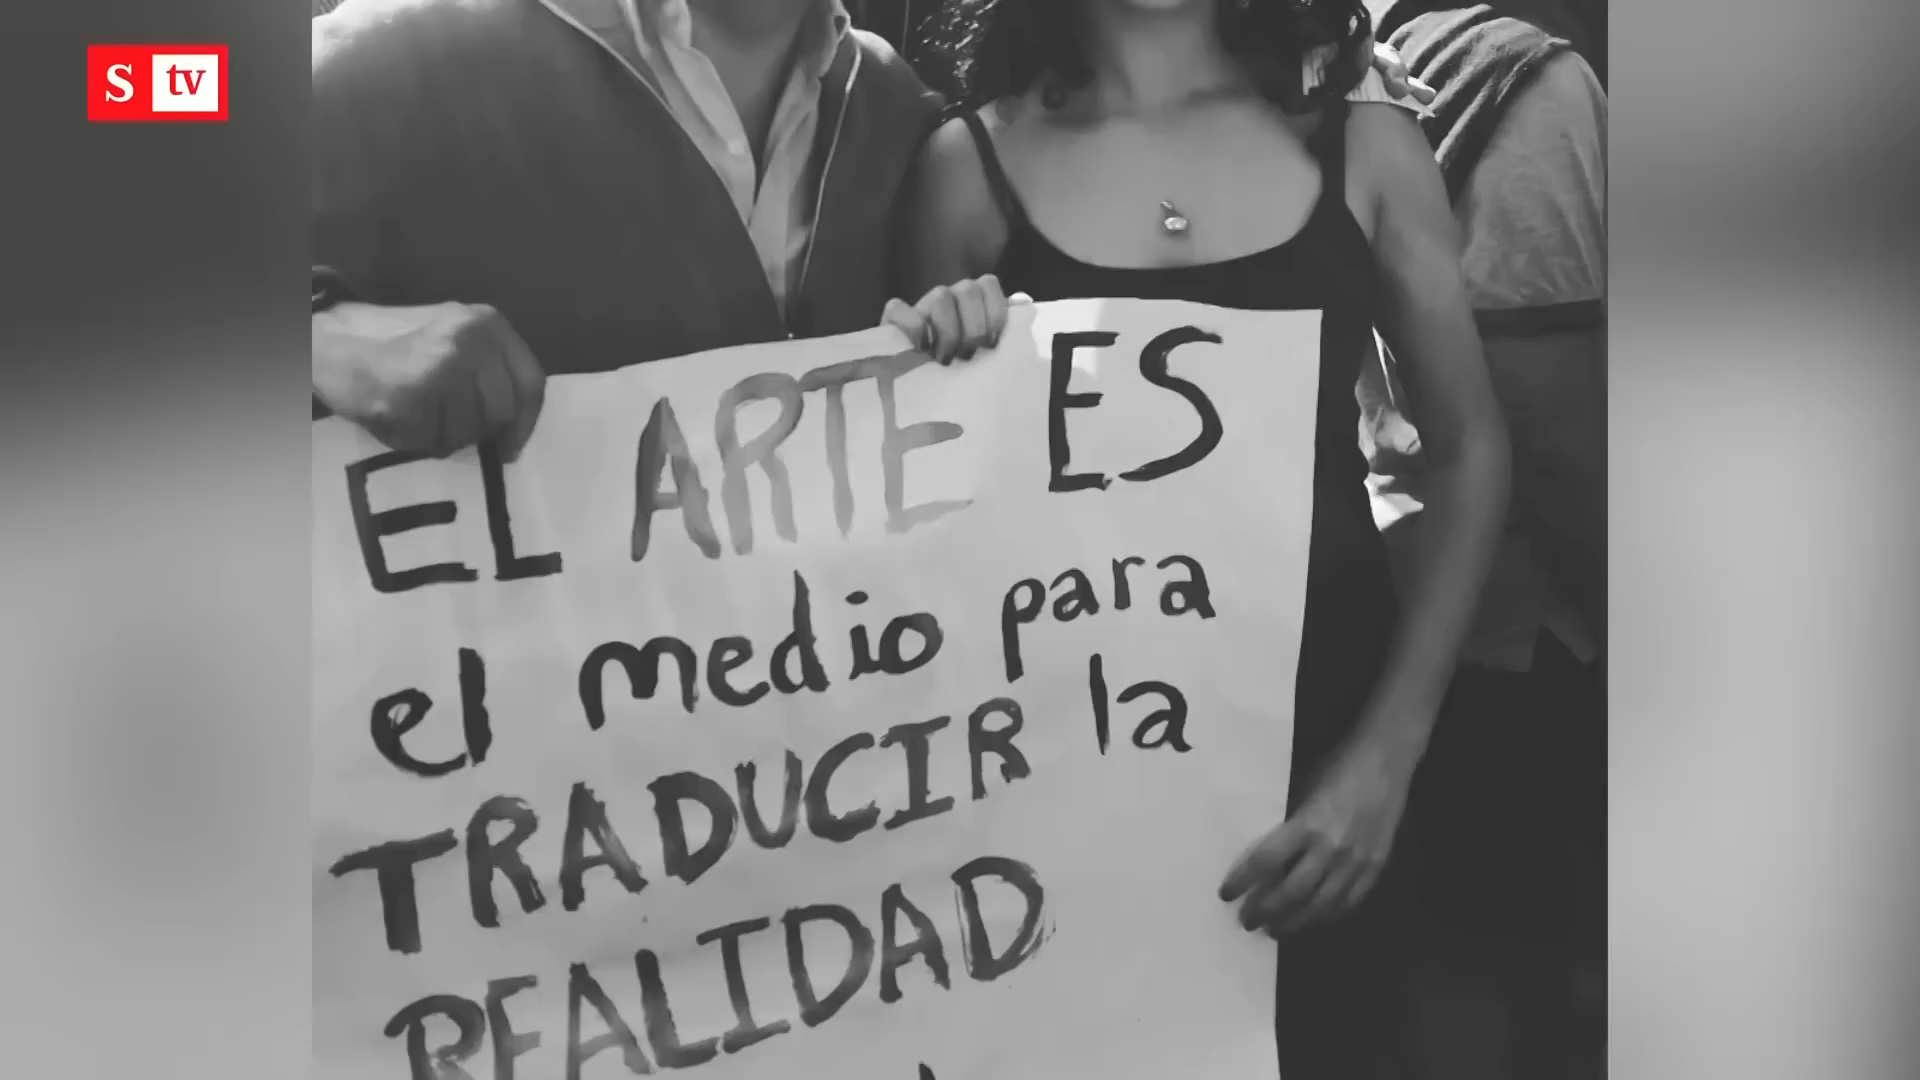 S tv
EL ARTE ES
el medio para
TRADUCIR la
REALIDAD